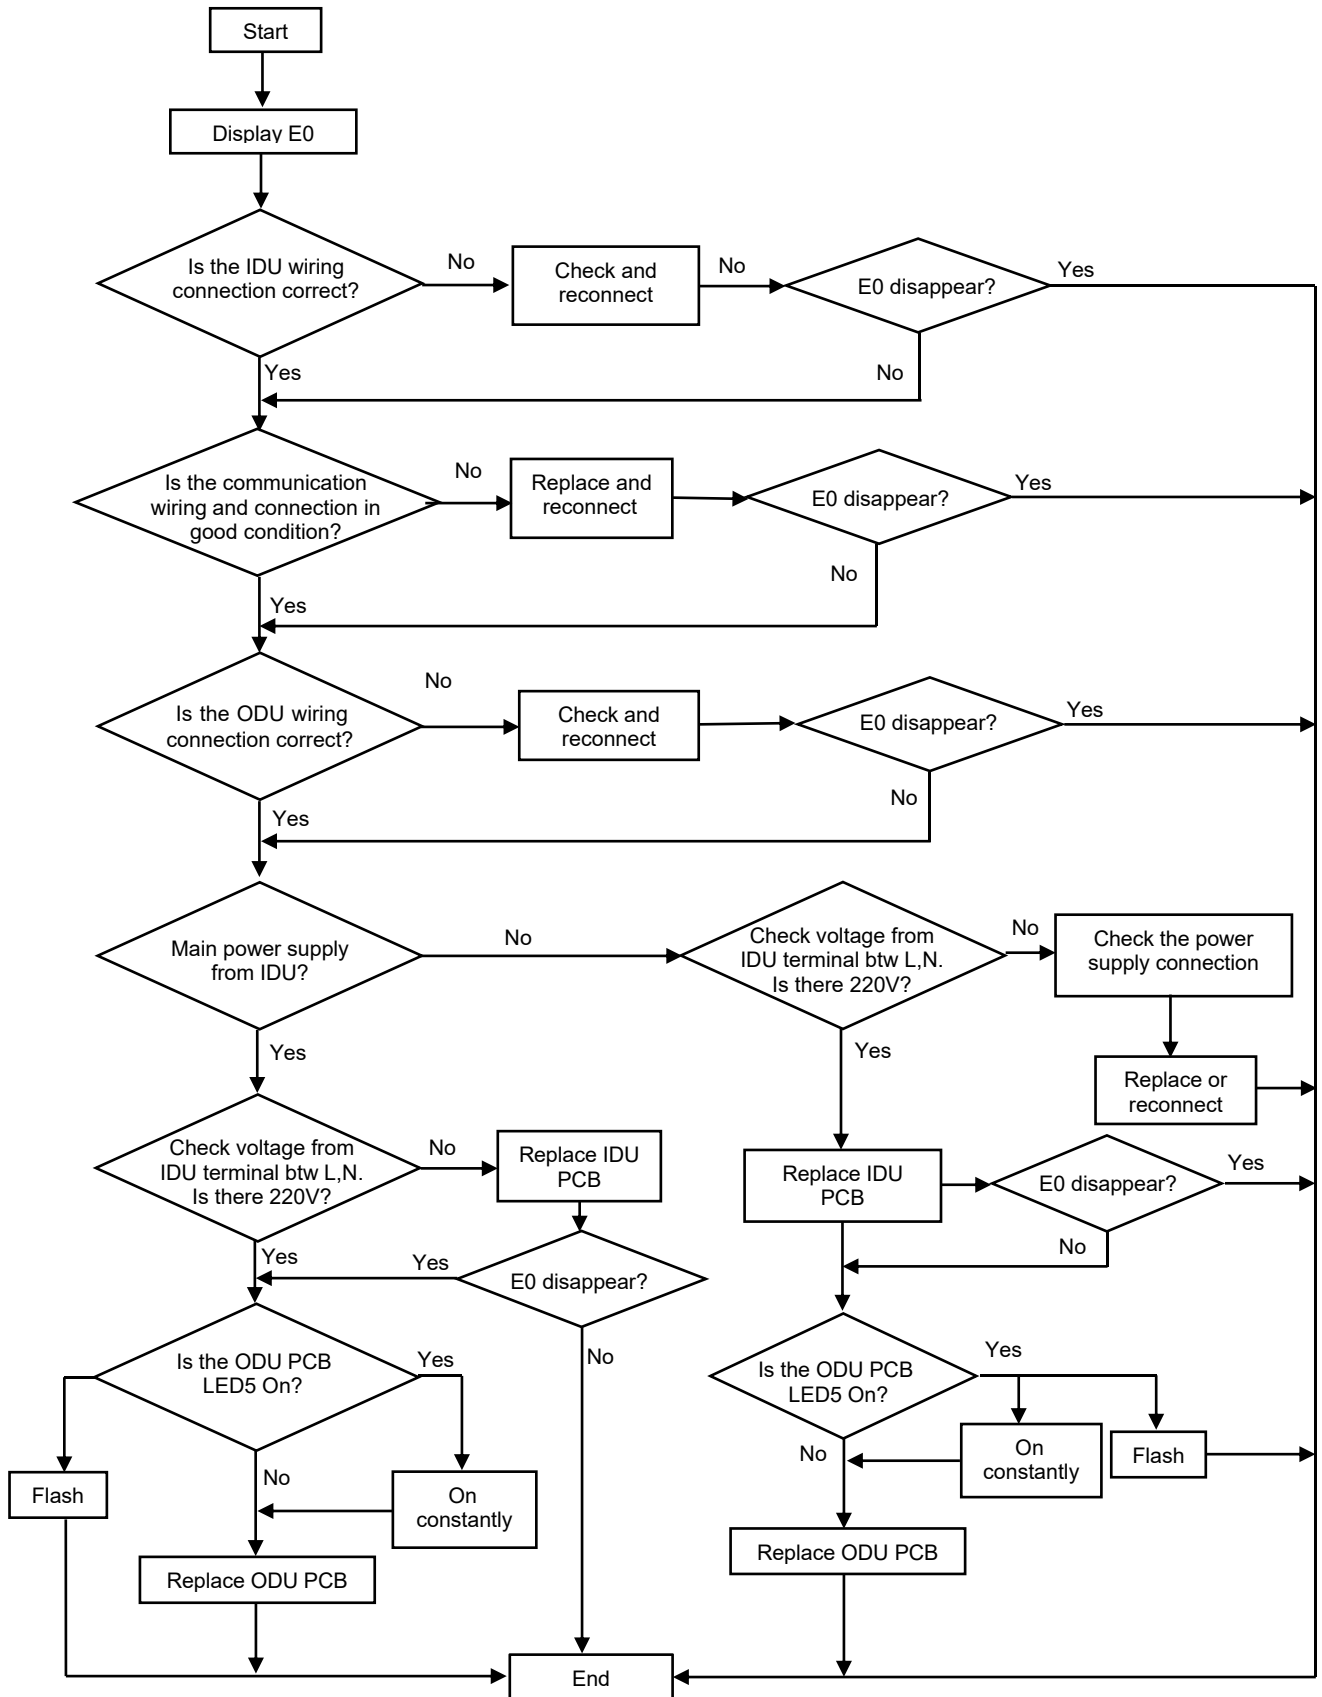 Start
Display E0
Is the IDU wiring
connection correct?
No
Check and
reconnect
No
E0 disappear?
Yes
Yes
No
Is the communication
wiring and connection in
good condition?
No
Replace and
reconnect
E0 disappear?
Yes
No
Yes
Is the ODU wiring
connection correct?
No
Check and
reconnect
E0 disappear?
Yes
No
Yes
Main power supply
from IDU?
No
Check voltage from
IDU terminal btw L,N.
Is there 220V?
No
Check the power
supply connection
Yes
Yes
Replace or
reconnect
Check voltage from
IDU terminal btw L,N.
Is there 220V?
No
Replace IDU
PCB
Replace IDU
PCB
E0 disappear?
Yes
No
Yes
Yes
E0 disappear?
No
Is the ODU PCB
LED5 On?
Yes
Is the ODU PCB
LED5 On?
Yes
No
On
constantly
Flash
Flash
No
On
constantly
Replace ODU PCB
Replace ODU PCB
End